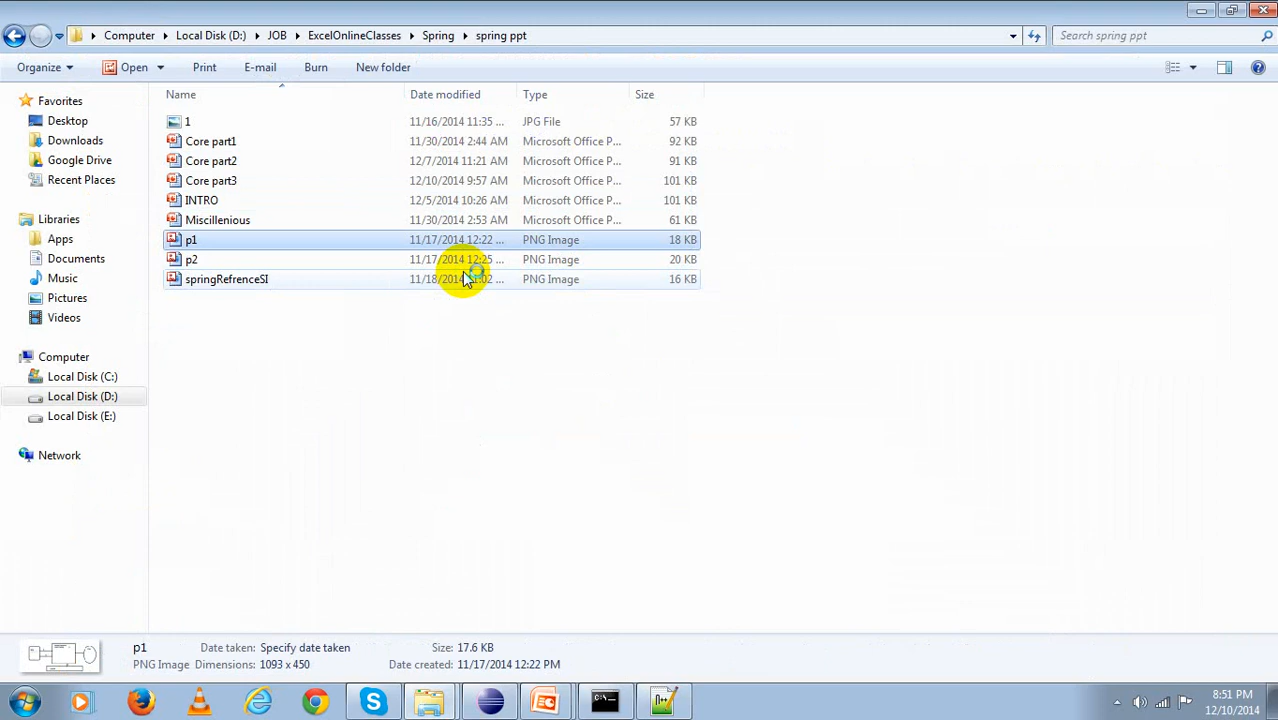 Computer Local Disk (D:) JOB ExcelOnlineClasses Spring spring ppt Search spring ppt
Organize Open Print E-mail Burn New folder
Name Date modified Type Size
Favorites
Desktop
Downloads
Google Drive
Recent Places
Libraries
Apps
Documents
Music
Pictures
Videos
Computer
Local Disk (C:)
Local Disk (D:)
Local Disk (E:)
Network
1 11/16/2014 11:35 ... JPG File 57 KB
Core part1 11/30/2014 2:44 AM Microsoft Office P... 92 KB
Core part2 12/7/2014 11:21 AM Microsoft Office P... 91 KB
Core part3 12/10/2014 9:57 AM Microsoft Office P... 101 KB
INTRO 12/5/2014 10:26 AM Microsoft Office P... 101 KB
Miscillenious 11/30/2014 2:53 AM Microsoft Office P... 61 KB
p1 11/17/2014 12:22 ... PNG Image 18 KB
p2 11/17/2014 12:25 ... PNG Image 20 KB
springRefrenceSI 11/18/2014 ... PNG Image 16 KB
p1 Date taken: Specify date taken Size: 17.6 KB
PNG Image Dimensions: 1093 x 450 Date created: 11/17/2014 12:22 PM
8:51 PM
12/10/2014